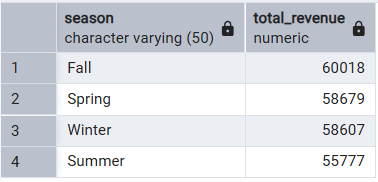 season total_revenue
character varying (50) numeric
1 Fall 60018
2 Spring 58679
3 Winter 58607
4 Summer 55777